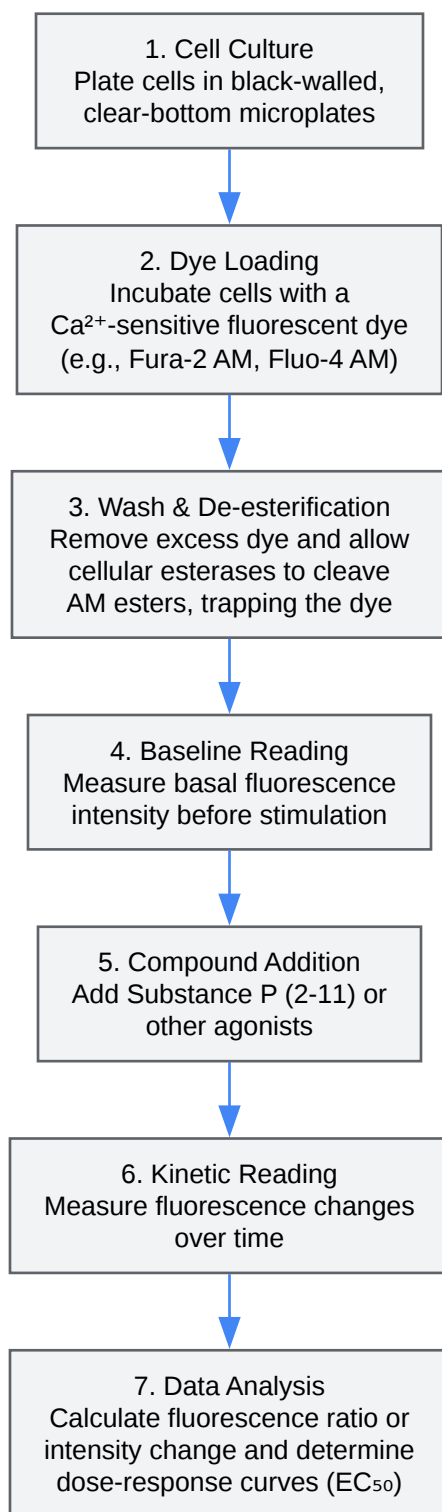 1. Cell Culture
Plate cells in black-walled,
clear-bottom microplates
2. Dye Loading
Incubate cells with a
Ca²⁺-sensitive fluorescent dye
(e.g., Fura-2 AM, Fluo-4 AM)
3. Wash & De-esterification
Remove excess dye and allow
cellular esterases to cleave
AM esters, trapping the dye
4. Baseline Reading
Measure basal fluorescence
intensity before stimulation
5. Compound Addition
Add Substance P (2-11) or
other agonists
6. Kinetic Reading
Measure fluorescence changes
over time
7. Data Analysis
Calculate fluorescence ratio or
intensity change and determine
dose-response curves (EC₅₀)